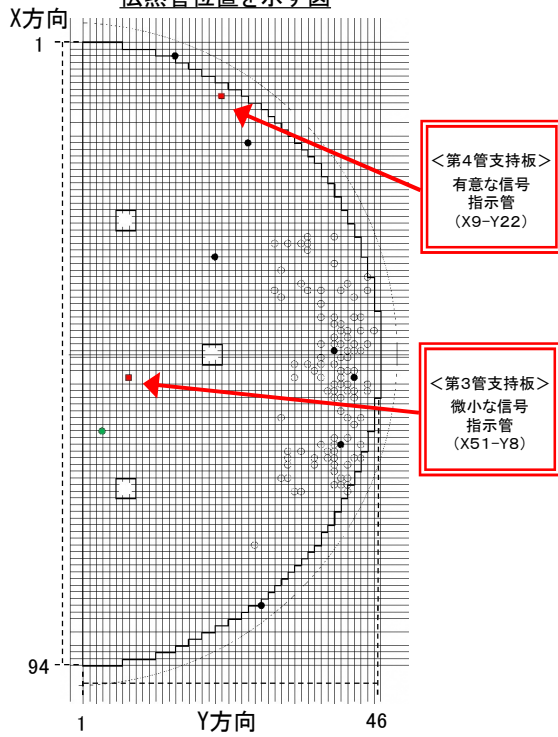 伝熱管位置を示す図
X方向
1
<第4管支持板>
有意な信号
指示管
(X9-Y22)
<第3管支持板>
微小な信号
指示管
(X51-Y8)
94
1
Y方向
46